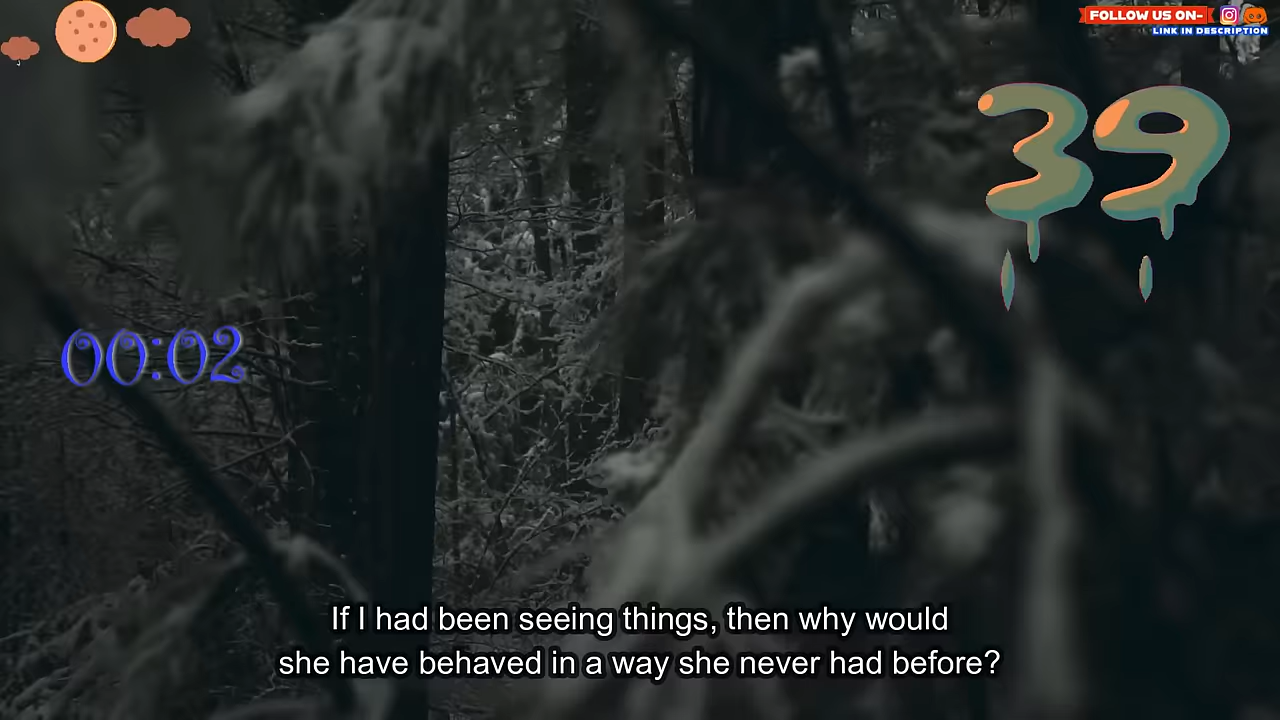 FOLLOW US ON-
LINK IN DESCRIPTION
39
00:02
If I had been seeing things, then why would
she have behaved in a way she never had before?